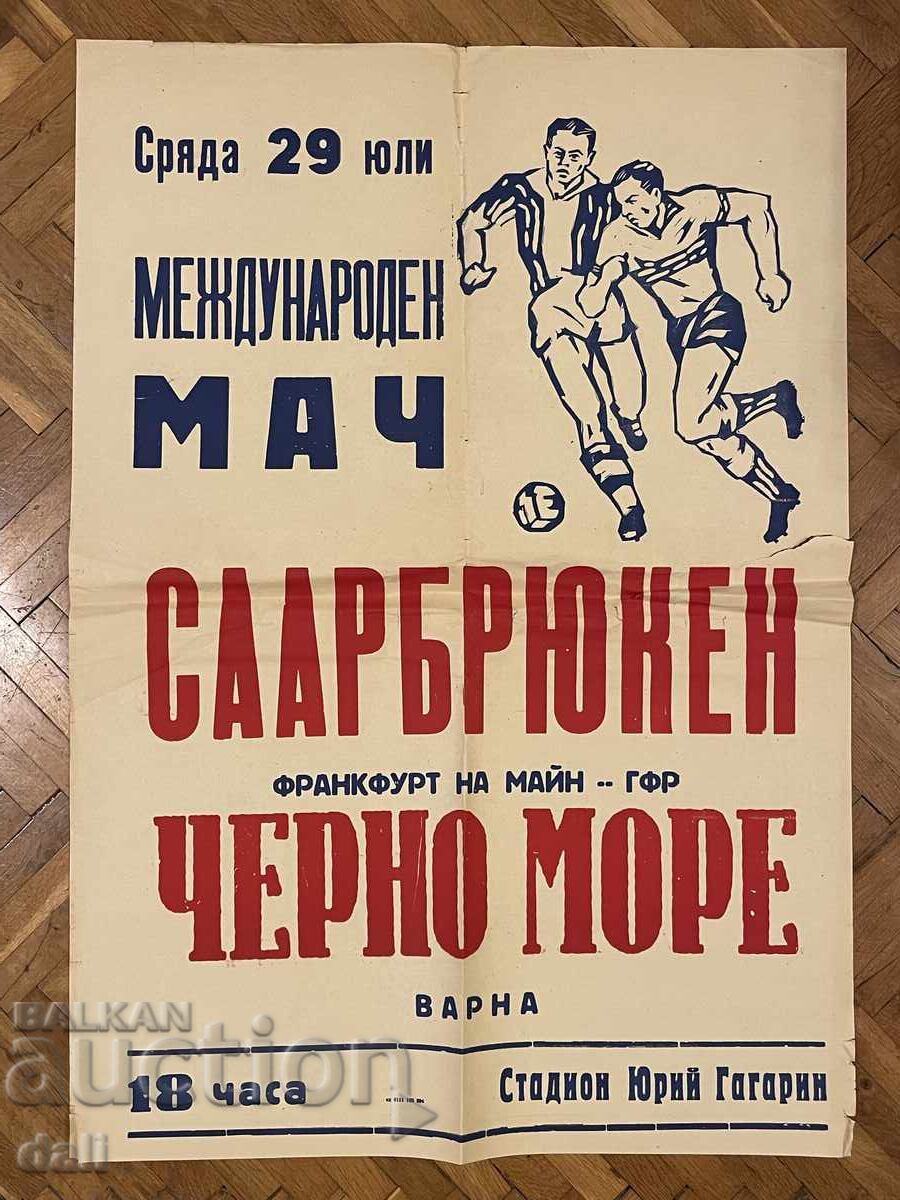 Сряда 29 юли
МЕЖДУНАРОДЕН
МАЧ
СААРБРЮКЕН
ФРАНКФУРТ НА МАЙН -- ГФР
ЧЕРНО МОРЕ
ВАРНА
18 часа
Стадион Юрий Гагарин
BALKAN
auction
dali